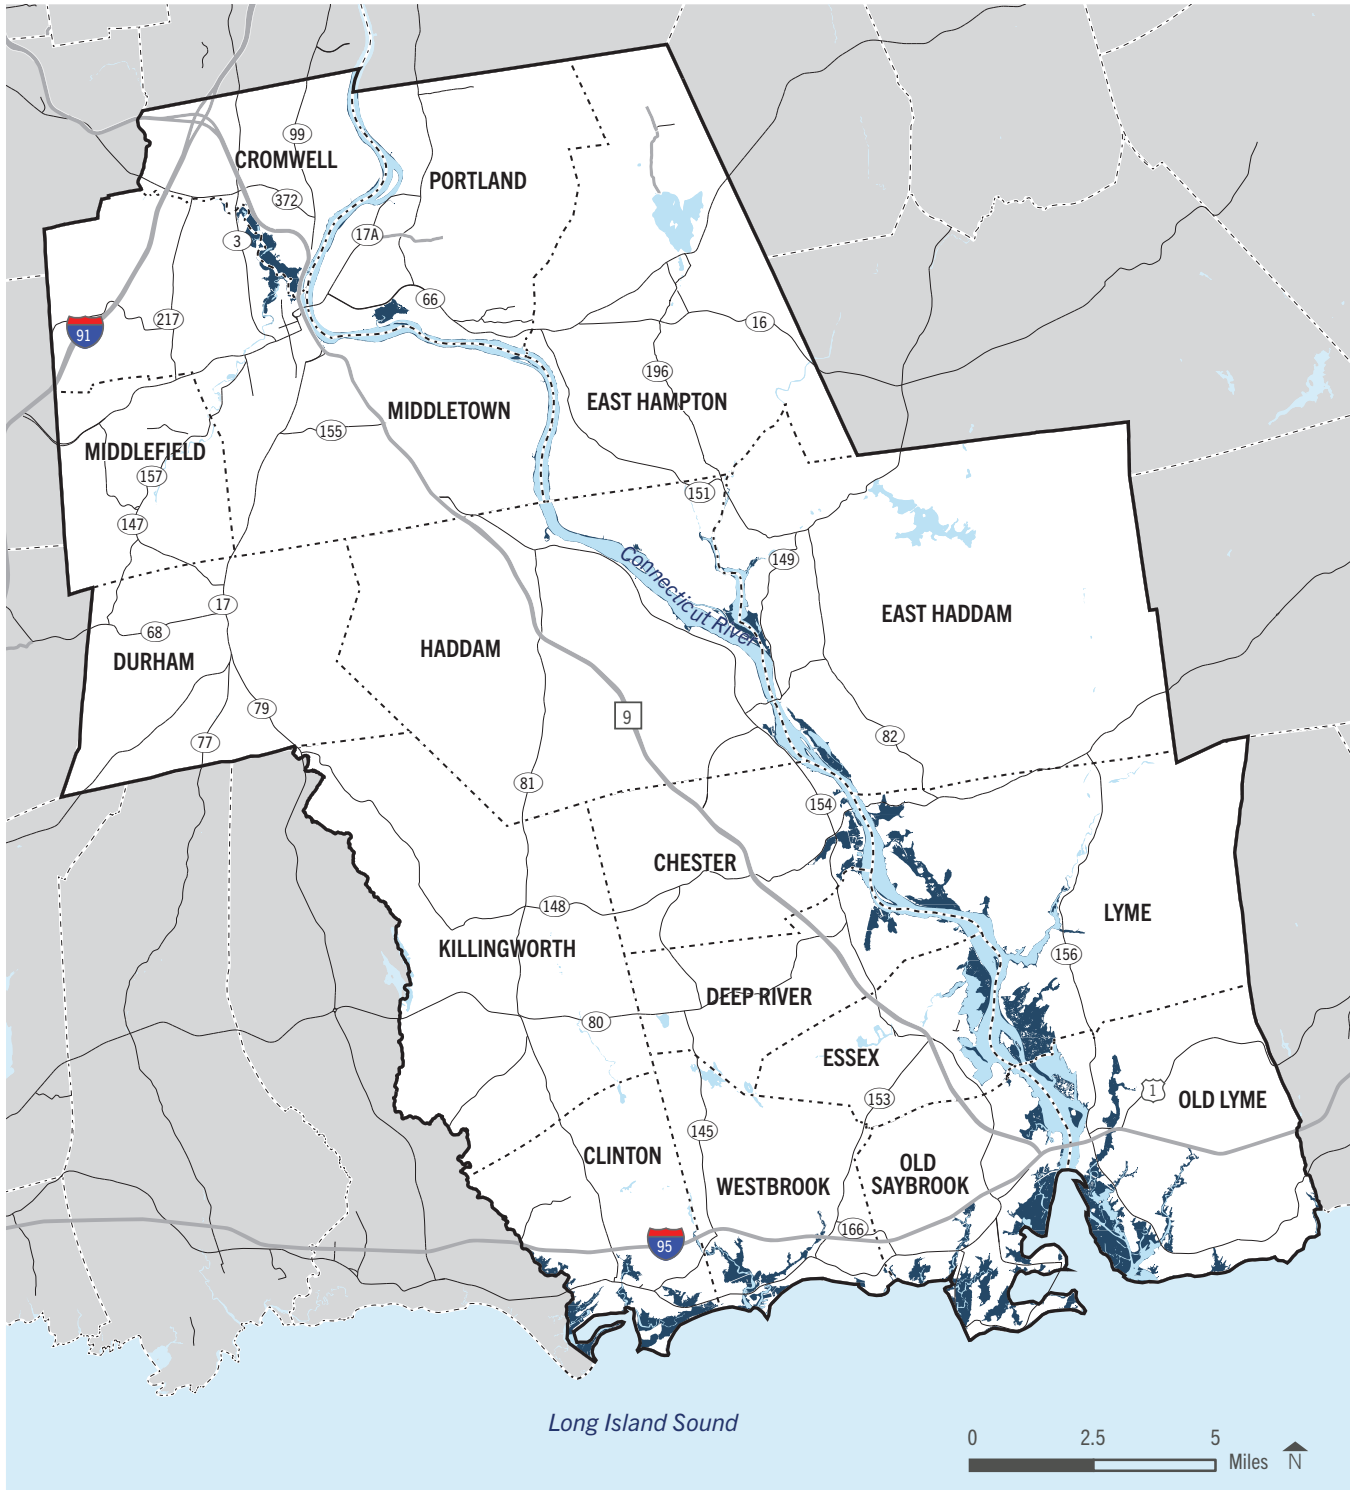 99
CROMWELL
PORTLAND
372
17A
3
66
217
91
16
196
EAST HAMPTON
MIDDLETOWN
155
MIDDLEFIELD
157
151
147
149
Connecticut River
17
EAST HADDAM
68
HADDAM
DURHAM
79
9
82
77
81
154
CHESTER
148
LYME
KILLINGWORTH
156
DEEP RIVER
80
ESSEX
1
OLD LYME
153
145
CLINTON
OLD
SAYBROOK
WESTBROOK
166
95
Long Island Sound
0 2.5 5
Miles N